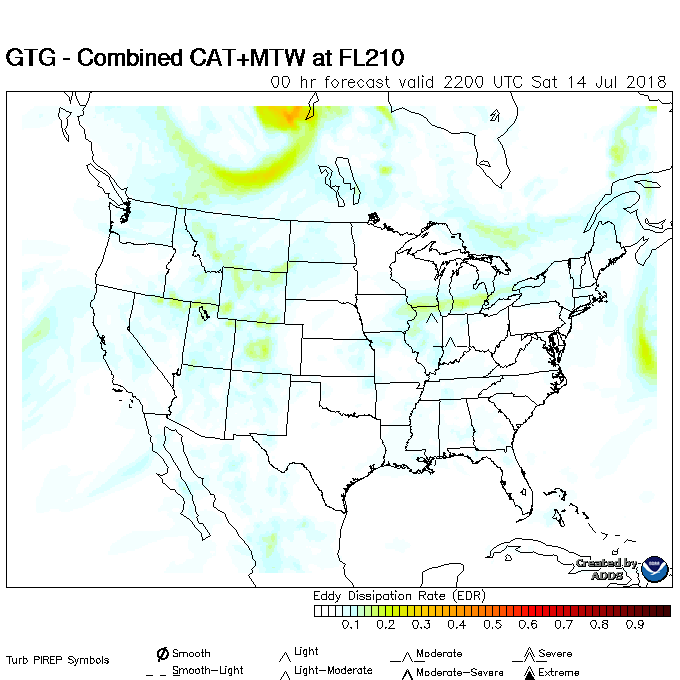 GTG - Combined CAT+MTW at FL210
00 hr forecast valid 2200 UTC Sat 14 Jul 2018
Created by
ADDS
Eddy Dissipation Rate (EDR)
0.1 0.2 0.3 0.4 0.5 0.6 0.7 0.8 0.9
Turb PIREP Symbols
Smooth Light Moderate Severe
Smooth-Light Light-Moderate Moderate-Severe Extreme